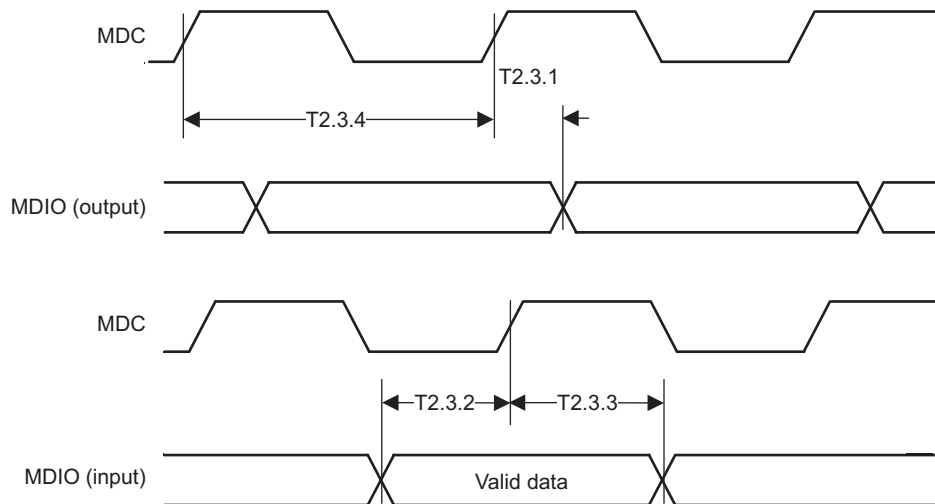 MDC
T2.3.1
T2.3.4
MDIO (output)
MDC
T2.3.2
T2.3.3
MDIO (input)
Valid data